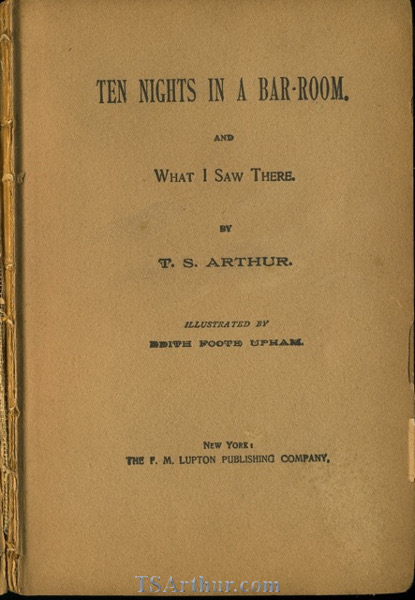 TEN NIGHTS IN A BAR-ROOM.
AND
WHAT I SAW THERE.
BY
T. S. ARTHUR.
ILLUSTRATED BY
EDITH FOOTE UPHAM.
NEW YORK:
THE F. M. LUPTON PUBLISHING COMPANY,
TSArthur.com